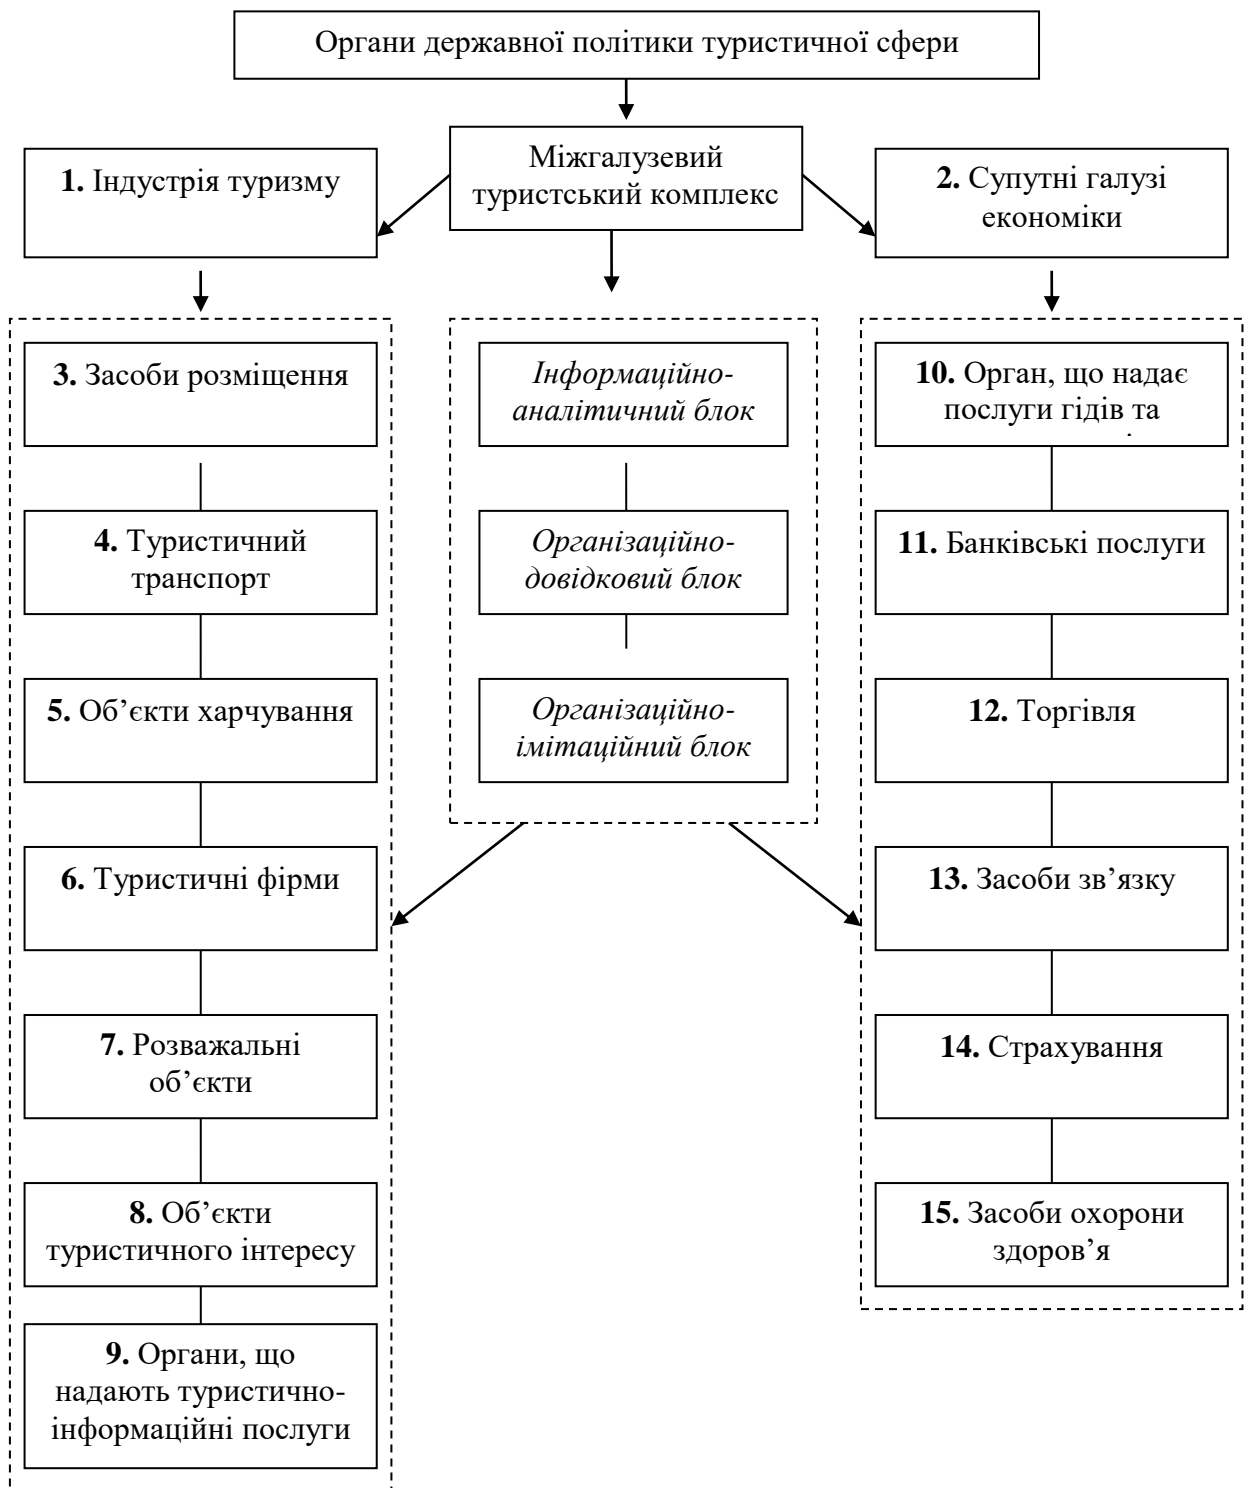 Органи державної політики туристичної сфери
Міжгалузевий
туристський комплекс
1. Індустрія туризму
2. Супутні галузі
економіки
3. Засоби розміщення
4. Туристичний
транспорт
5. Об’єкти харчування
6. Туристичні фірми
7. Розважальні
об’єкти
8. Об’єкти
туристичного інтересу
9. Органи, що
надають туристично-
інформаційні послуги
Інформаційно-
аналітичний блок
Організаційно-
довідковий блок
Організаційно-
імітаційний блок
10. Орган, що надає
послуги гідів та
11. Банківські послуги
12. Торгівля
13. Засоби зв’язку
14. Страхування
15. Засоби охорони
здоров’я